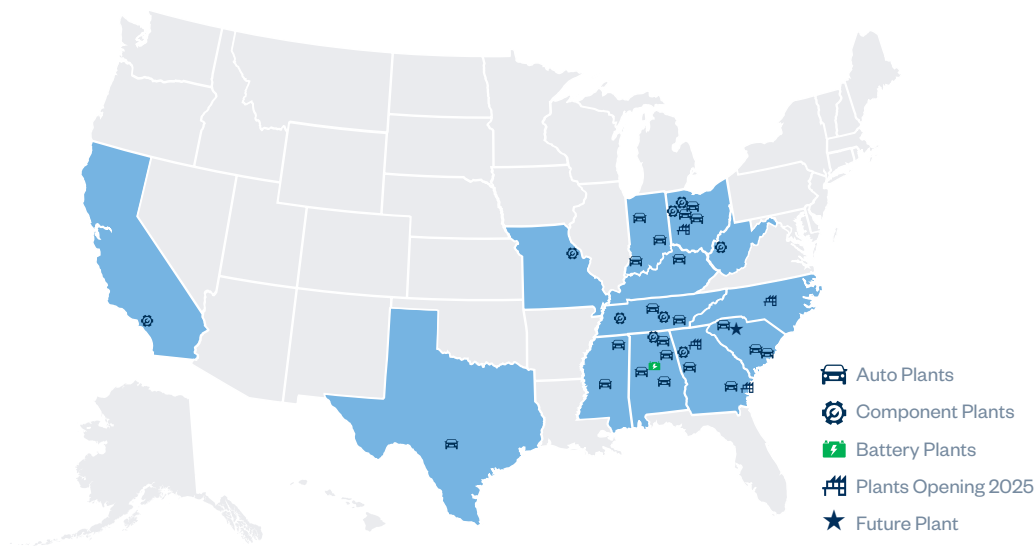 Auto Plants
Component Plants
Battery Plants
Plants Opening 2025
Future Plant